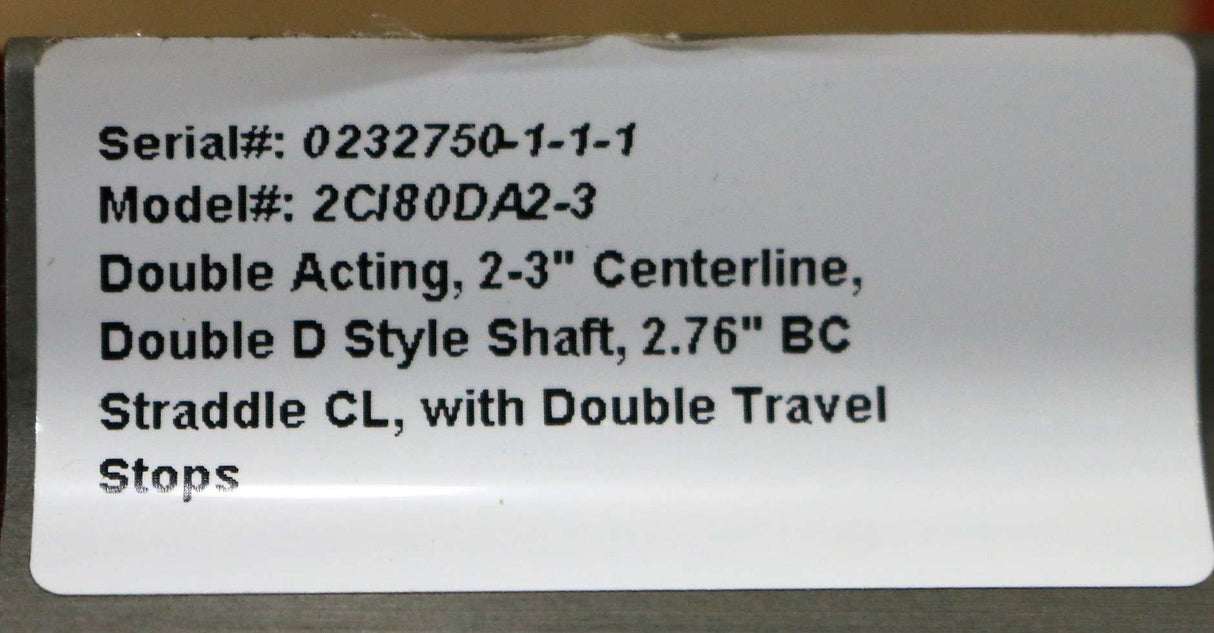 Serial#: 0232750-1-1-1
Model#: 2CI80DA2-3
Double Acting, 2-3" Centerline,
Double D Style Shaft, 2.76" BC
Straddle CL, with Double Travel
Stops